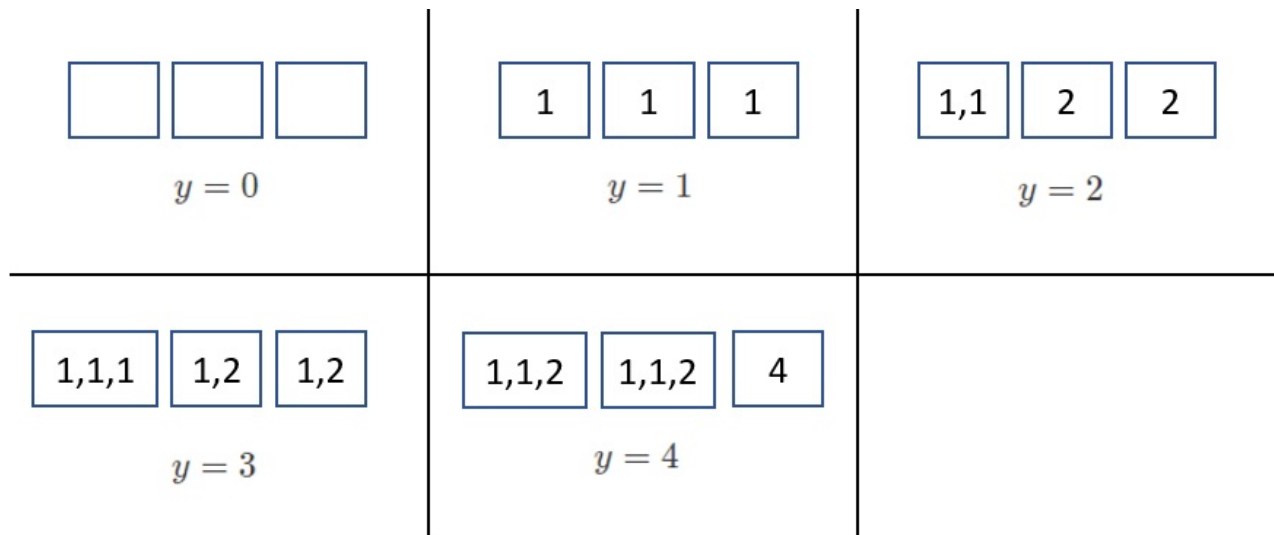 y = 0
1 1 1
y = 1
1,1 2 2
y = 2
1,1,1 1,2 1,2
y = 3
1,1,2 1,1,2 4
y = 4